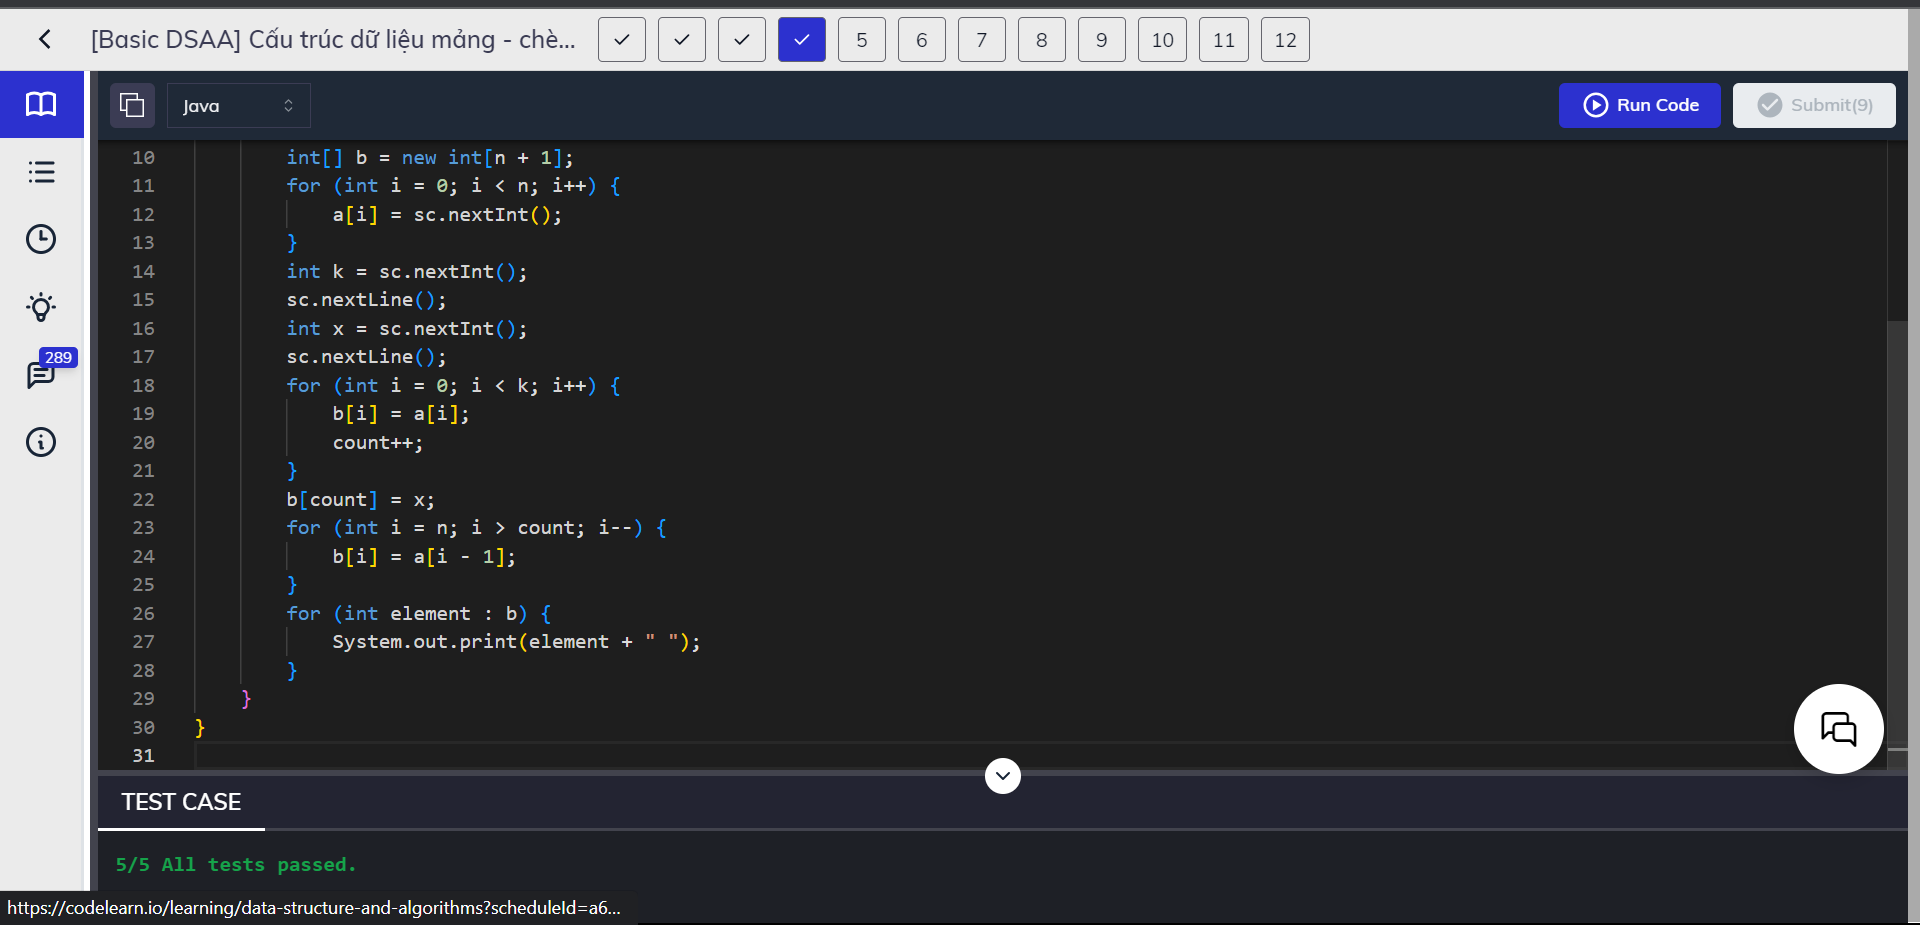 [Basic DSAA] Cấu trúc dữ liệu mảng - chè...
5 6 7 8 9 10 11 12
Java
Run Code
Submit(9)
289
10 int[] b = new int[n + 1];
11 for (int i = 0; i < n; i++) {
12 a[i] = sc.nextInt();
13 }
14 int k = sc.nextInt();
15 sc.nextLine();
16 int x = sc.nextInt();
17 sc.nextLine();
18 for (int i = 0; i < k; i++) {
19 b[i] = a[i];
20 count++;
21 }
22 b[count] = x;
23 for (int i = n; i > count; i--) {
24 b[i] = a[i - 1];
25 }
26 for (int element : b) {
27 System.out.print(element + " ");
28 }
29 }
30 }
31
TEST CASE
5/5 All tests passed.
https://codelearn.io/learning/data-structure-and-algorithms?scheduleId=a6...